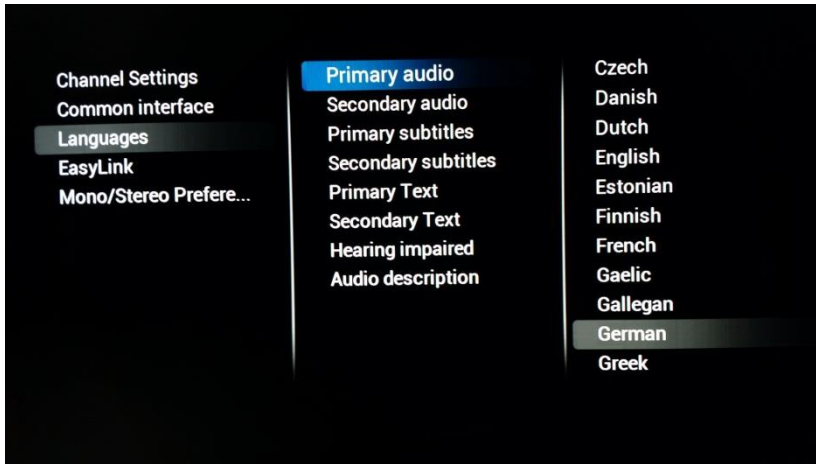 Channel Settings
Common interface
Languages
EasyLink
Mono/Stereo Prefere...
Primary audio
Secondary audio
Primary subtitles
Secondary subtitles
Primary Text
Secondary Text
Hearing impaired
Audio description
Czech
Danish
Dutch
English
Estonian
Finnish
French
Gaelic
Gallegan
German
Greek